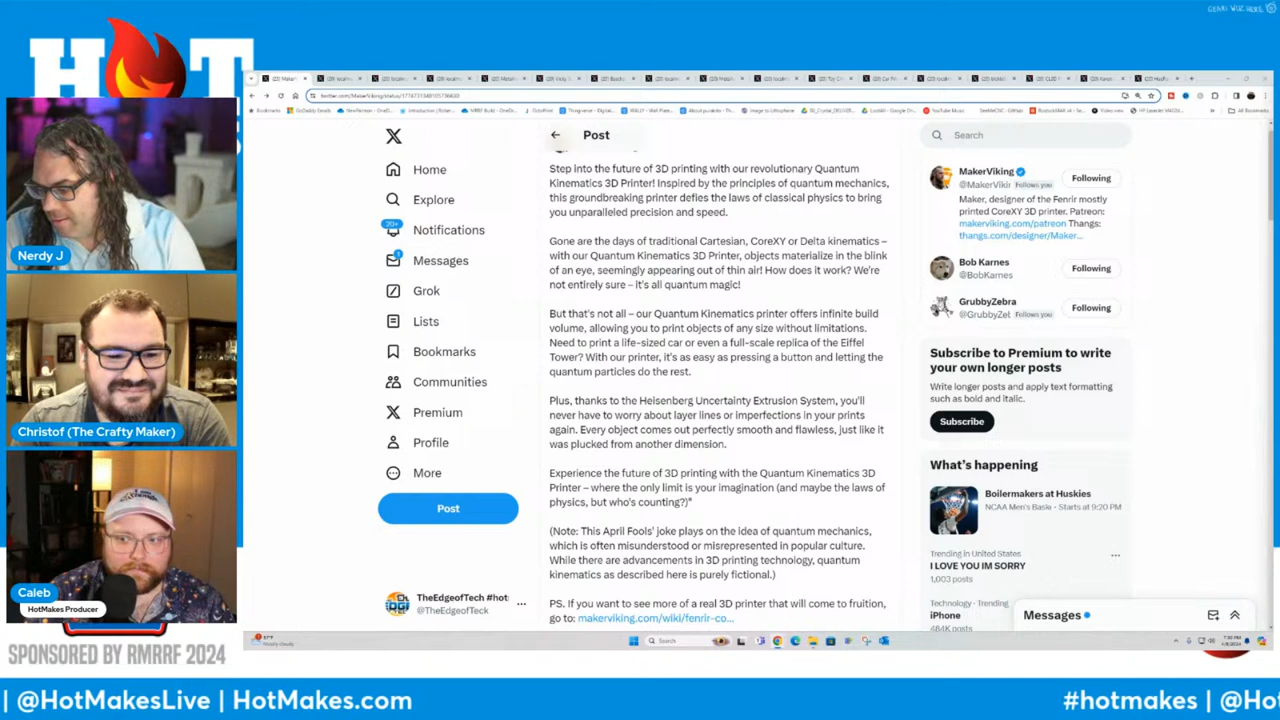 H T
Nerdy J
Christof (The Crafty Maker)
Caleb
HotMakes Producer
SPONSORED BY RMRRF 2024
| @HotMakesLive | HotMakes.com
#hotmakes | @Ho
Home
Explore
20+
Notifications
Messages
Grok
Lists
Bookmarks
Communities
Premium
Profile
More
Post
TheEdgeofTech #hot
@TheEdgeofTech
Post
Step into the future of 3D printing with our revolutionary Quantum
Kinematics 3D Printer! Inspired by the principles of quantum mechanics,
this groundbreaking printer defies the laws of classical physics to bring
you unparalleled precision and speed.
Gone are the days of traditional Cartesian, CoreXY or Delta kinematics –
with our Quantum Kinematics 3D Printer, objects materialize in the blink
of an eye, seemingly appearing out of thin air! How does it work? We're
not entirely sure – it's all quantum magic!
But that's not all – our Quantum Kinematics printer offers infinite build
volume, allowing you to print objects of any size without limitations.
Need to print a life-sized car or even a full-scale replica of the Eiffel
Tower? With our printer, it's as easy as pressing a button and letting the
quantum particles do the rest.
Plus, thanks to the Heisenberg Uncertainty Extrusion System, you'll
never have to worry about layer lines or imperfections in your prints
again. Every object comes out perfectly smooth and flawless, just like it
was plucked from another dimension.
Experience the future of 3D printing with the Quantum Kinematics 3D
Printer – where the only limit is your imagination (and maybe the laws of
physics, but who's counting?)"
(Note: This April Fools' joke plays on the idea of quantum mechanics,
which is often misunderstood or misrepresented in popular culture.
While there are advancements in 3D printing technology, quantum
kinematics as described here is purely fictional.)
PS. If you want to see more of a real 3D printer that will come to fruition,
go to: makerviking.com/wiki/fenrir-co...
Search
MakerViking
@MakerViki Follows you
Following
Maker, designer of the Fenrir mostly
printed CoreXY 3D printer. Patreon:
makerviking.com/patreon Thangs:
thangs.com/designer/Maker...
Bob Karnes
@BobKarnes
Following
GrubbyZebra
@GrubbyZet Follows you
Following
Subscribe to Premium to write
your own longer posts
Write longer posts and apply text formatting
such as bold and italic.
Subscribe
What's happening
Boilermakers at Huskies
NCAA Men's Baske · Starts at 9:20 PM
Trending in United States
I LOVE YOU IM SORRY
1,003 posts
Technology · Trending
iPhone
Messages
Search